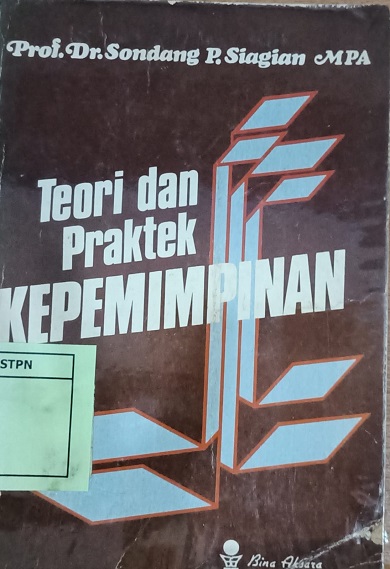 Prof. Dr. Sondang P. Siagian MPA
Teori dan
Praktek
KEPEMIMPINAN
STPN
Bina Aksara